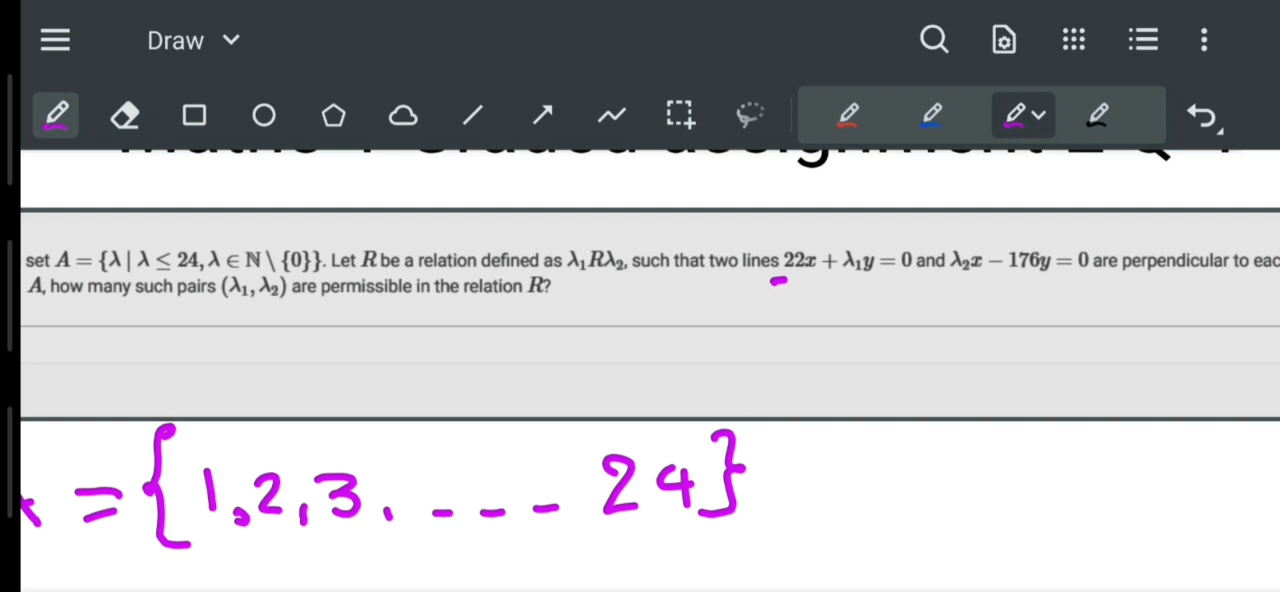 Draw
set A = {λ | λ ≤ 24, λ ∈ ℕ \ {0}}. Let R be a relation defined as λ₁Rλ₂, such that two lines 22x + λ₁y = 0 and λ₂x − 176y = 0 are perpendicular to eac
A, how many such pairs (λ₁, λ₂) are permissible in the relation R?
= {1,2,3. - - - 24}